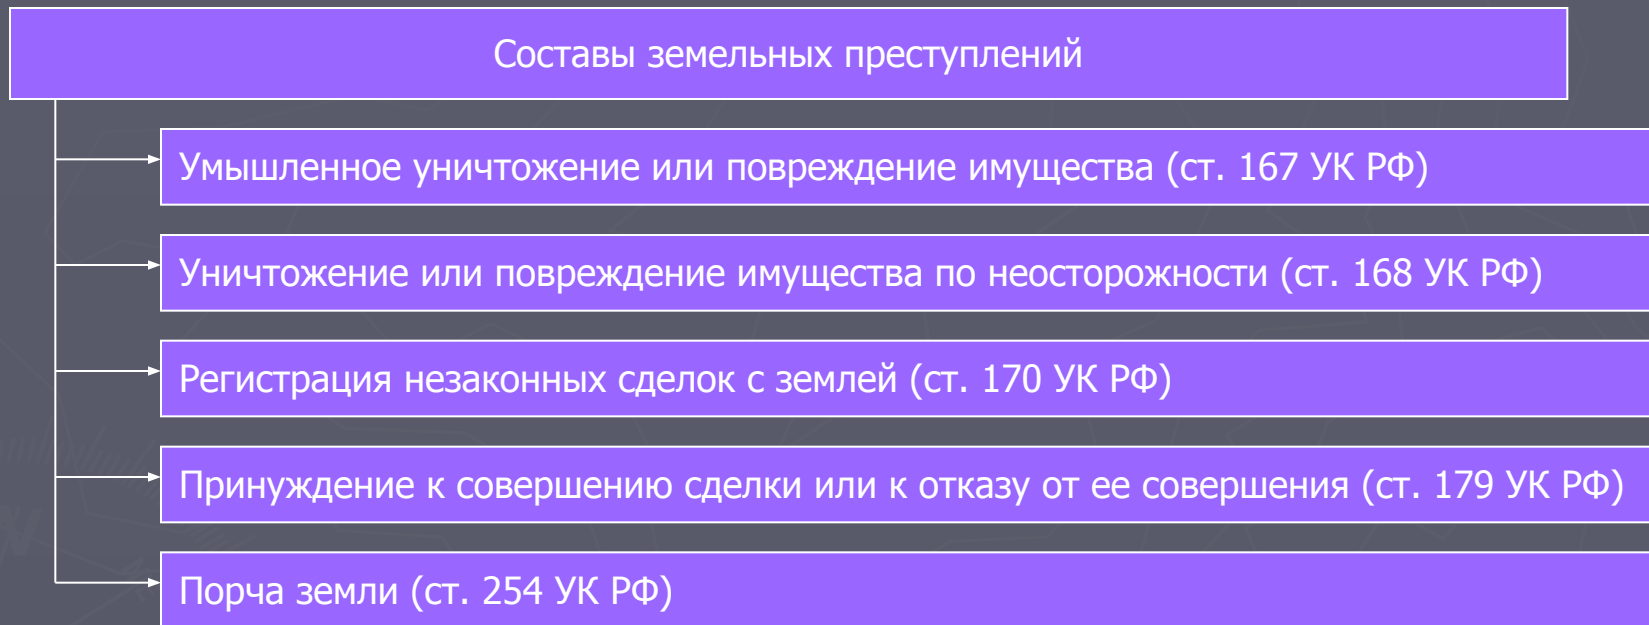 Составы земельных преступлений
Умышленное уничтожение или повреждение имущества (ст. 167 УК РФ)
Уничтожение или повреждение имущества по неосторожности (ст. 168 УК РФ)
Регистрация незаконных сделок с землей (ст. 170 УК РФ)
Принуждение к совершению сделки или к отказу от ее совершения (ст. 179 УК РФ)
Порча земли (ст. 254 УК РФ)